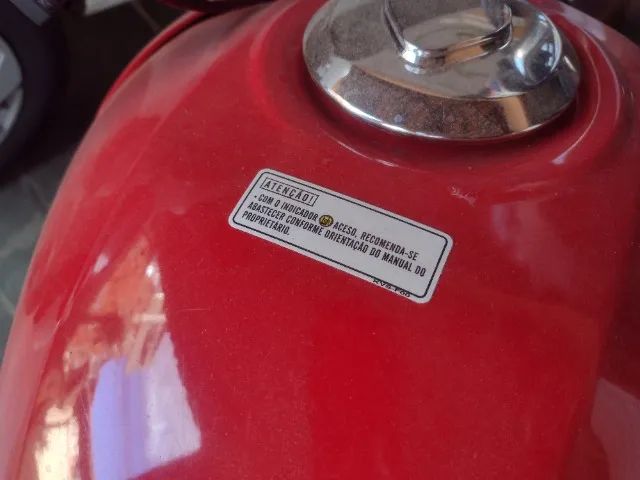 ATENÇÃO!
- COM O INDICADOR ACESO, RECOMENDA-SE
ABASTECER CONFORME ORIENTAÇÃO DO MANUAL DO
PROPRIETÁRIO.